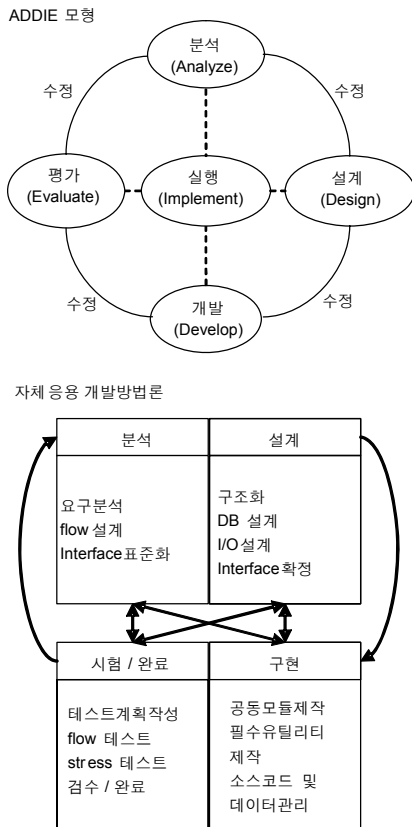 ADDIE 모형
분석
(Analyze)
수정
수정
평가
(Evaluate)
실행
(Implement)
설계
(Design)
수정
수정
개발
(Develop)
자체응용 개발방법론
분석
설계
요구분석
flow 설계
Interface표준화
구조화
DB 설계
I/O설계
Interface확정
시험 / 완료
구현
테스트계획작성
flow 테스트
stress 테스트
검수 / 완료
공동모듈제작
필수유틸리티
제작
소스코드 및
데이터관리